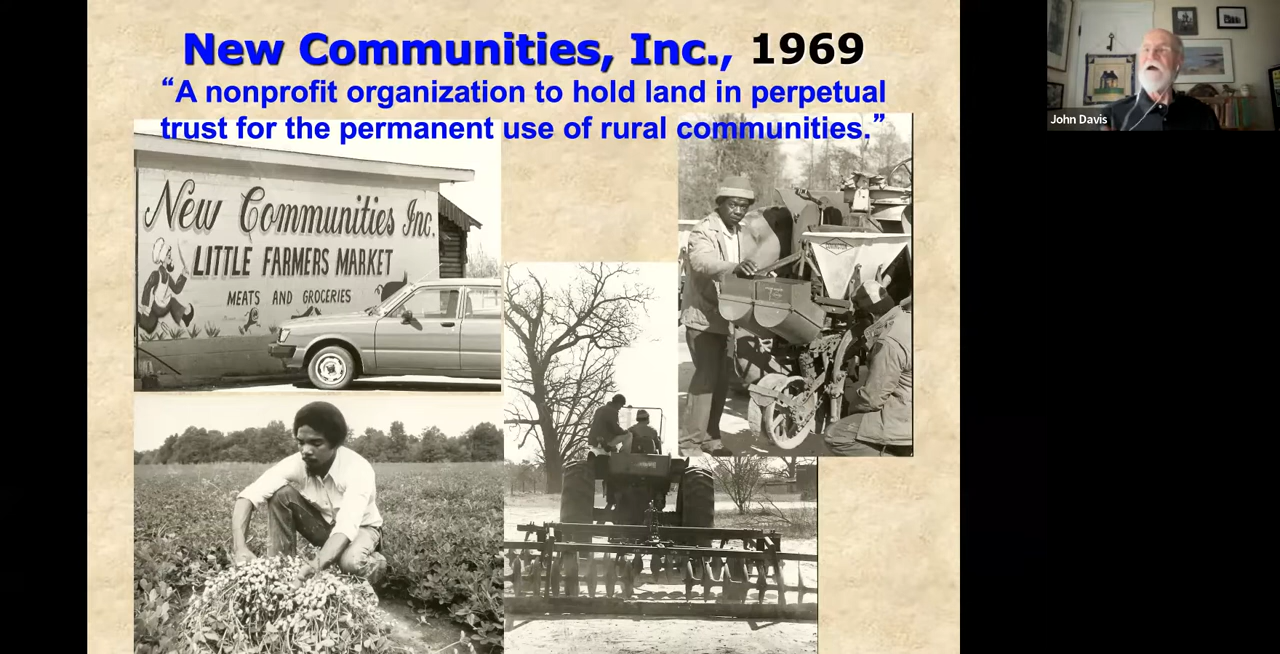 New Communities, Inc., 1969
“A nonprofit organization to hold land in perpetual
trust for the permanent use of rural communities.”
New Communities Inc.
LITTLE FARMERS MARKET
MEATS AND GROCERIES
John Davis